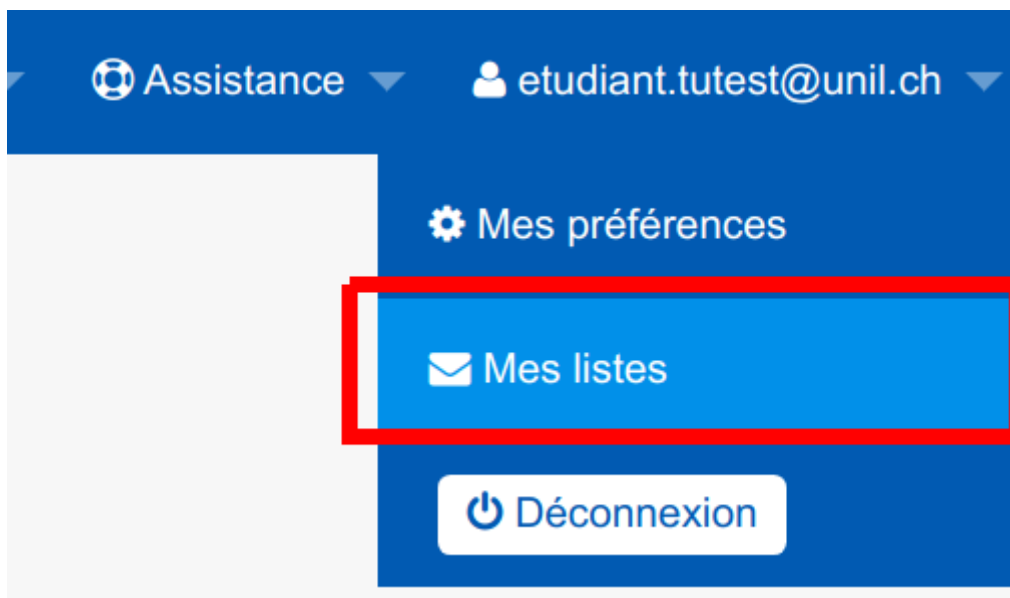 Assistance etudiant.tutest@unil.ch
Mes préférences
Mes listes
Déconnexion